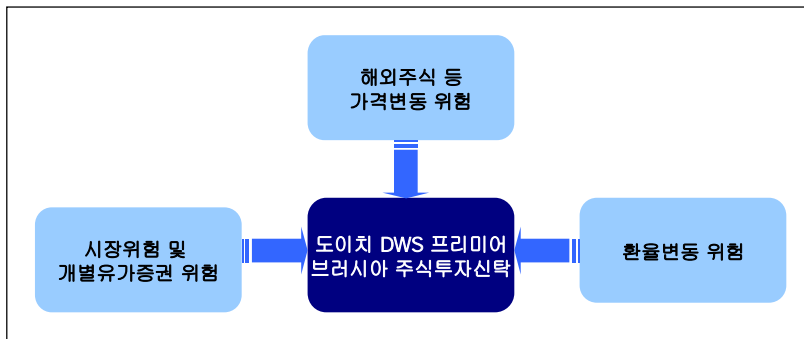 해외주식 등
가격변동 위험
시장위험 및
개별유가증권 위험
도이치 DWS 프리미어
브러시아 주식투자신탁
환율변동 위험